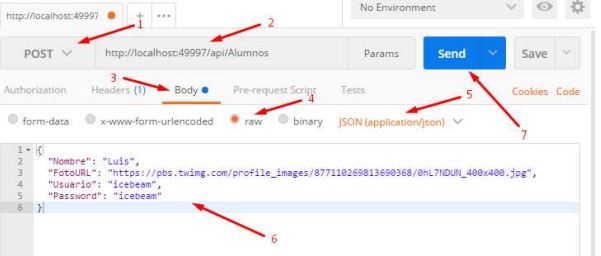 No Environment
http://localhost:49997
+
1
2
POST
http://localhost:49997/api/Alumnos
Params
Send
Save
3
Authorization
Headers (1)
Body
Pre-request Script
Tests
Cookies
Code
4
5
7
form-data
x-www-form-urlencoded
raw
binary
JSON (application/json)
1 {
2 "Nombre": "Luis",
3 "FotoURL": "https://pbs.twimg.com/profile_images/877110269813690368/0hL7NDUN_400x400.jpg",
4 "Usuario": "icebeam",
5 "Password": "icebeam"
6 }
6